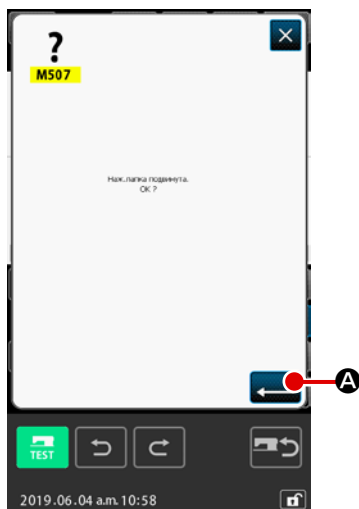 ?
M507
Наж. лапка подвинута.
OK ?
A
TEST
2019.06.04 a.m. 10:58